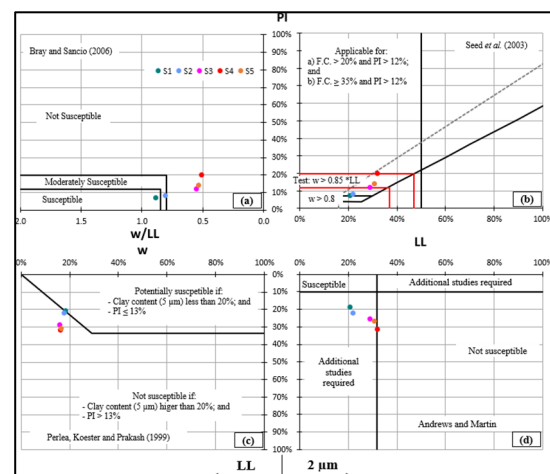 PI
Bray and Sancio (2006)
S1 S2 S3 S4 S5
Not Susceptible
Moderately Susceptible
Susceptible
(a)
2.0 1.5 1.0 0.5 0.0
w/LL
100%
90%
80%
70%
60%
50%
40%
30%
20%
10%
0%
Applicable for:
a) F.C. > 20% and PI > 12%;
and
b) F.C. ≥ 35% and PI > 12%
Seed et al. (2003)
Test: w > 0.85 *LL
w > 0.8
(b)
20% 40% 60% 80% 100%
LL
w
0% 20% 40% 60% 80% 100%
Potentially suscpetible if:
- Clay content (5 µm) less than 20%; and
- PI ≤ 13%
Not susceptible if:
- Clay content (5 µm) higer than 20%; and
- PI > 13%
Perlea, Koester and Prakash (1999)
(c)
0%
10%
20%
30%
40%
50%
60%
70%
80%
90%
100%
0% 20% 40% 60% 80% 100%
Susceptible
Additional studies required
Additional
studies
required
Not susceptible
Andrews and Martin
(d)
LL
2 µm